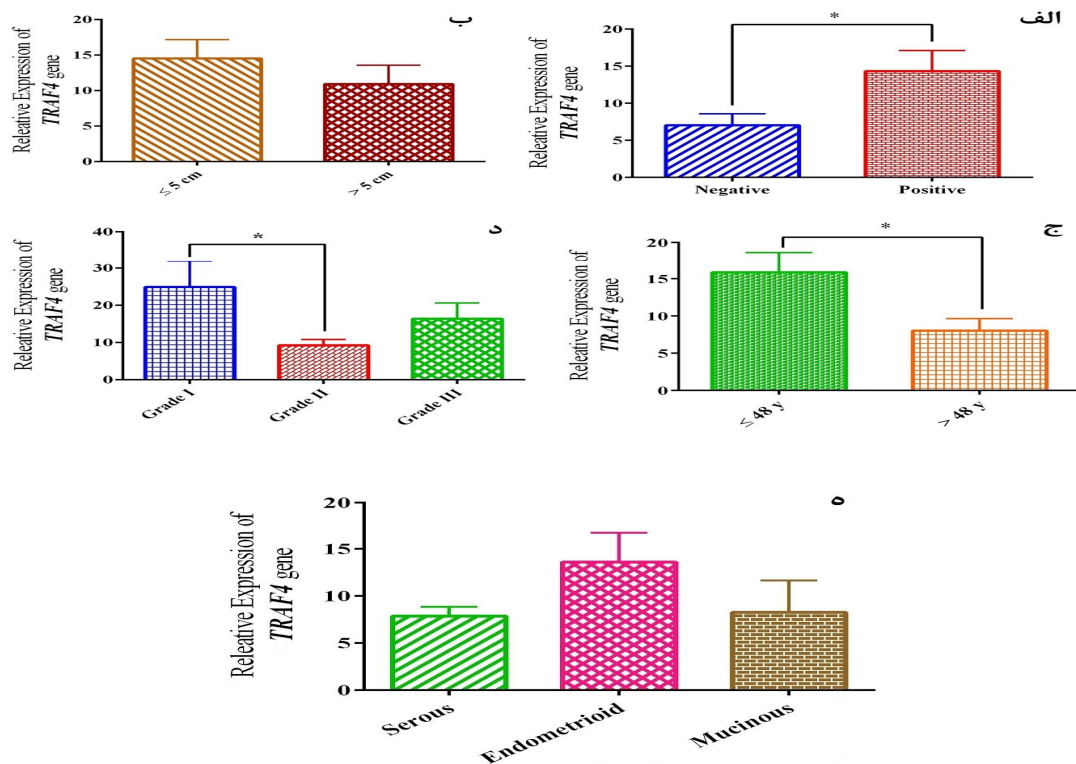 الف
*
Releative Expression of
TRAF4 gene
20
15
10
5
0
Negative
Positive
ب
Releative Expression of
TRAF4 gene
20
15
10
5
0
≤ 5 cm
> 5 cm
ج
*
Releative Expression of
TRAF4 gene
20
15
10
5
0
≤ 48 y
> 48 y
د
*
Releative Expression of
TRAF4 gene
40
30
20
10
0
Grade I
Grade II
Grade III
ه
Releative Expression of
TRAF4 gene
20
15
10
5
0
Serous
Endometrioid
Mucinous